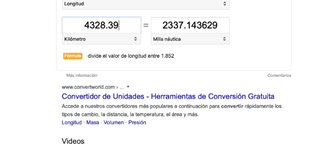 Longitud
4328.39 = 2337.143629
Kilómetro Milla náutica
Fórmula divide el valor de longitud entre 1.852
Más información Comentarios
www.convertworld.com › ...
Convertidor de Unidades - Herramientas de Conversión Gratuita
Accede a nuestros convertidores más populares a continuación para convertir rápidamente los
tipos de cambio, la distancia, la temperatura, el área y más.
Longitud · Masa · Volumen · Presión
Videos